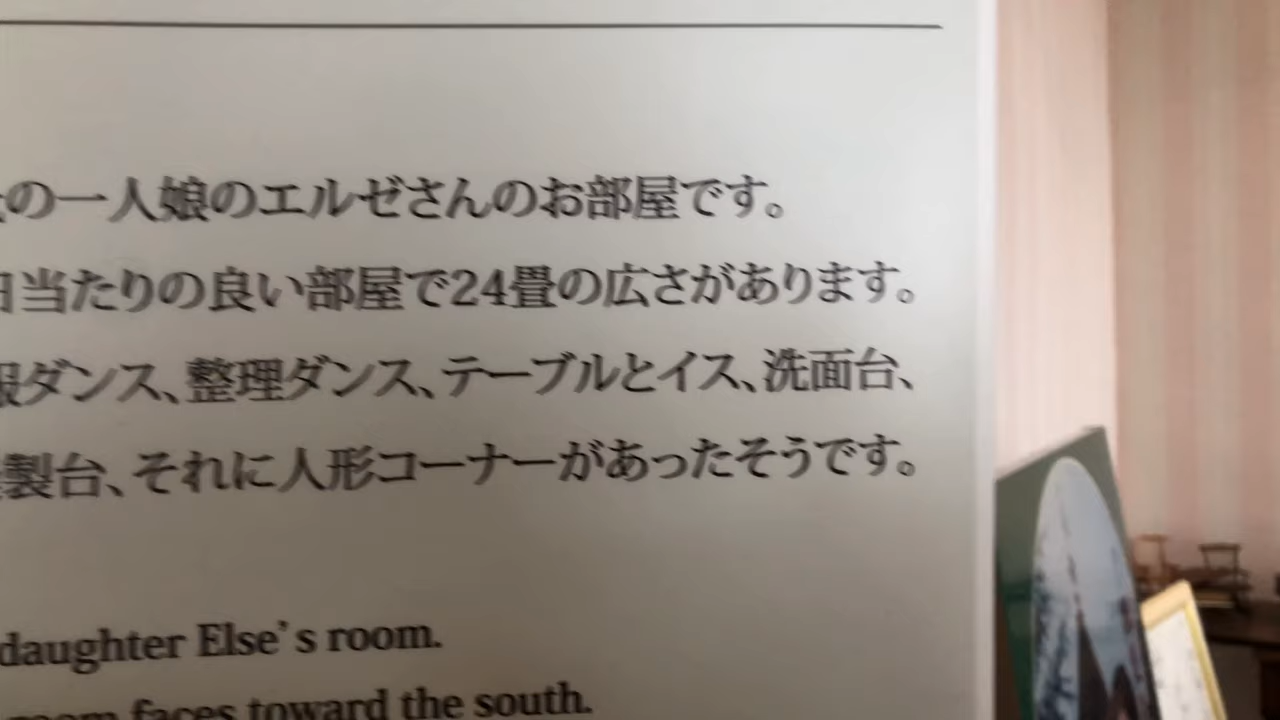 の一人娘のエルゼさんのお部屋です。
日当たりの良い部屋で24畳の広さがあります。
服ダンス、整理ダンス、テーブルとイス、洗面台、
製台、それに人形コーナーがあったそうです。
daughter Else's room.
room faces toward the south.